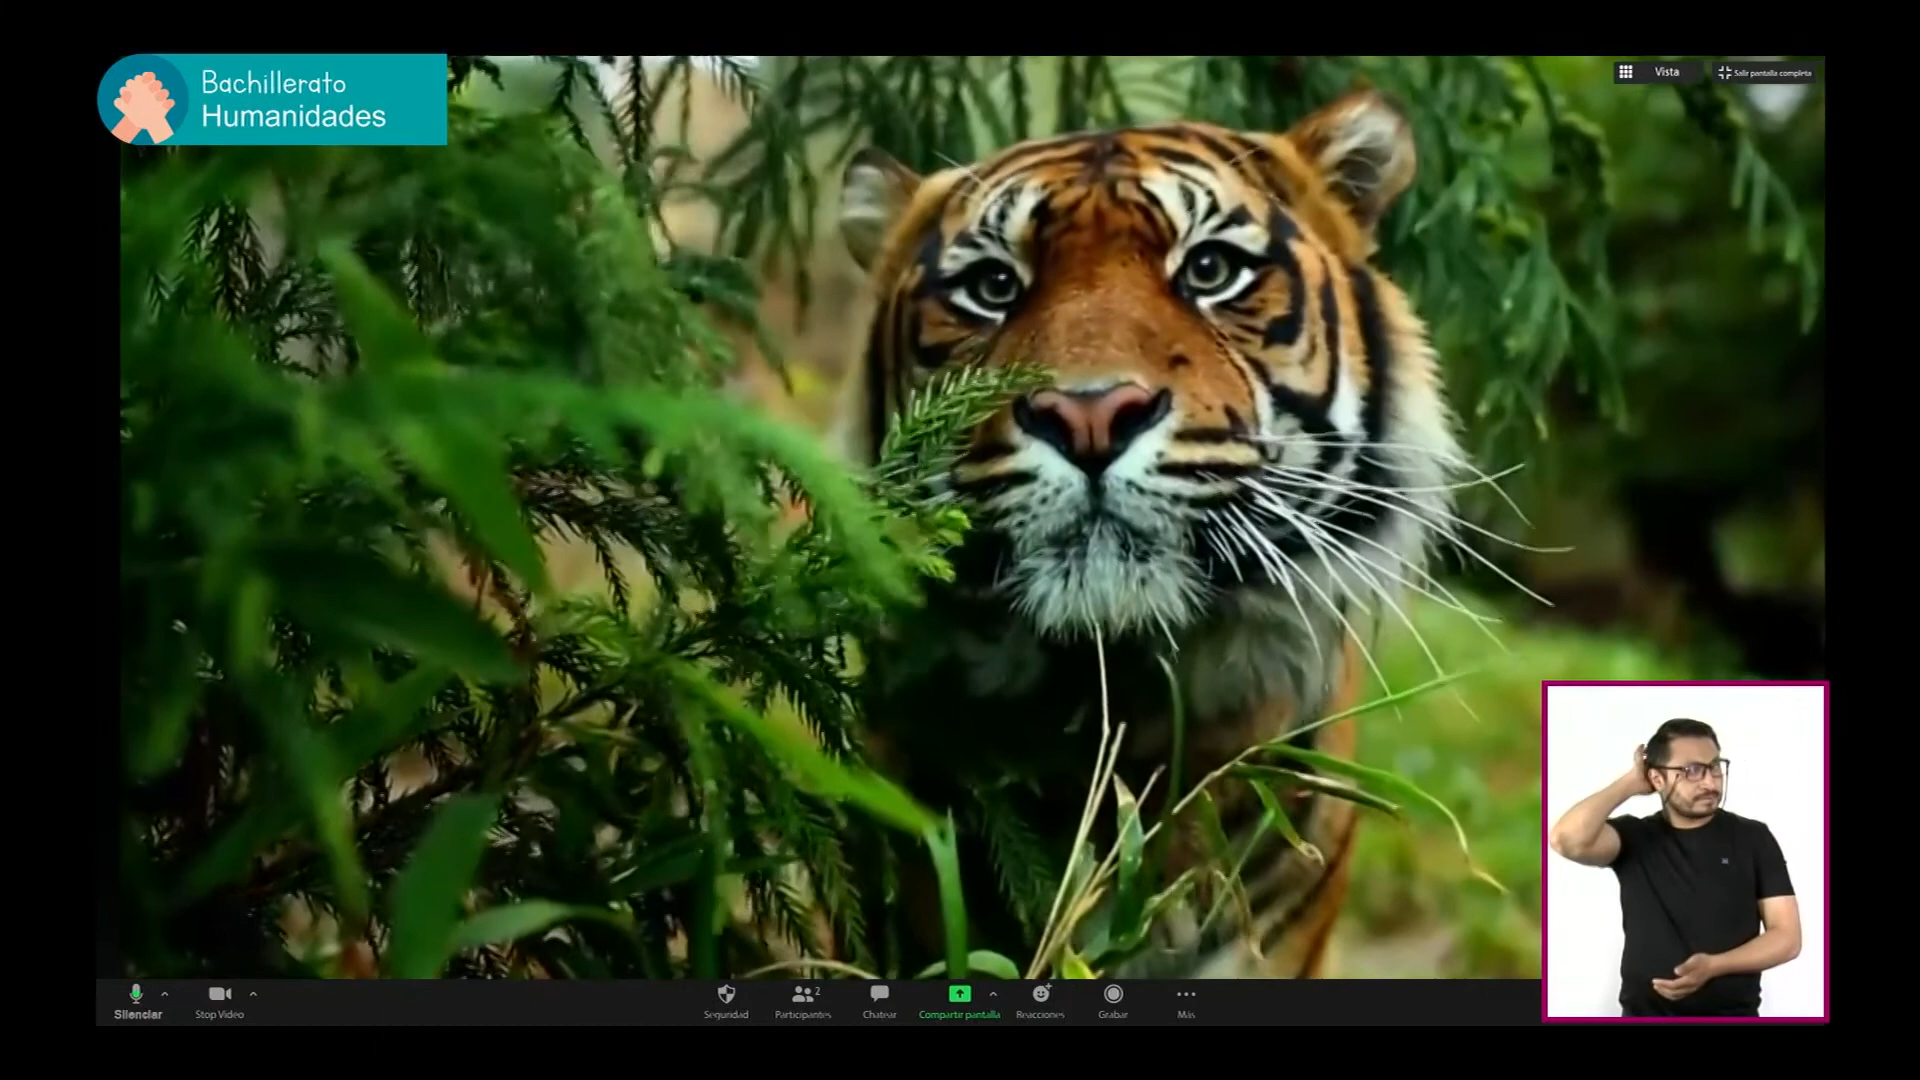 Bachillerato
Humanidades
Vista
Salir pantalla completa
Silenciar
Stop Video
Seguridad
2
Participantes
Chatear
Compartir pantalla
Reacciones
Grabar
Más